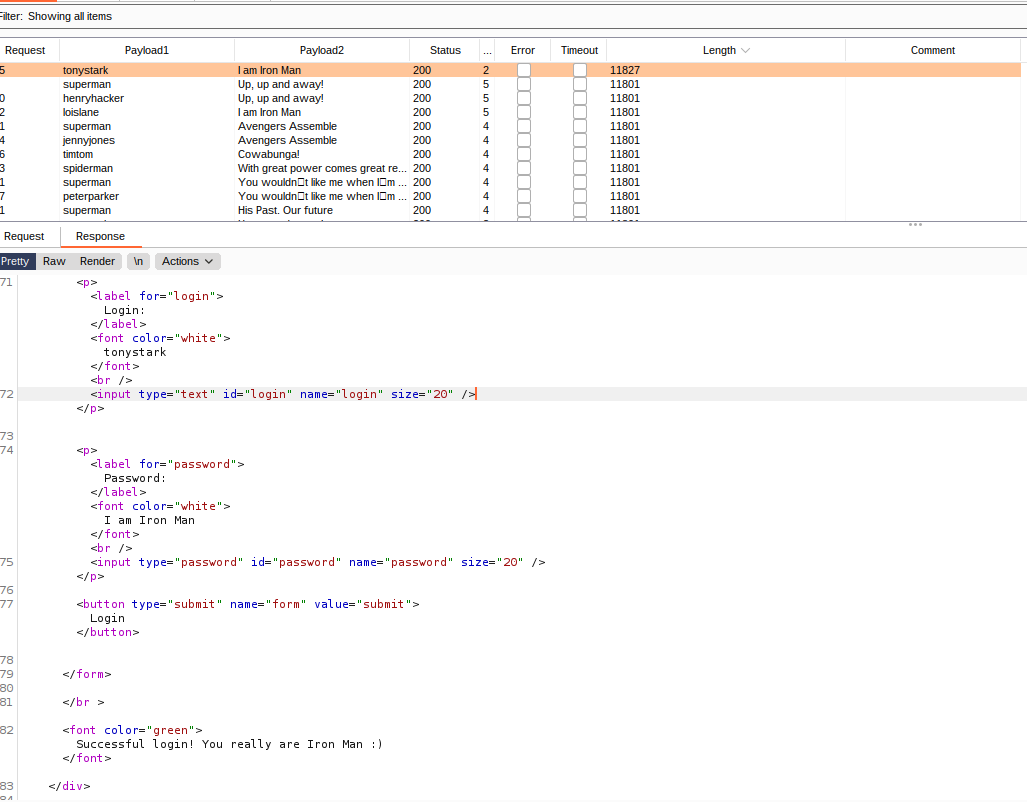 Filter: Showing all items
Request Payload1 Payload2 Status ... Error Timeout Length Comment
5 tonystark I am Iron Man 200 2 11827
superman Up, up and away! 200 5 11801
0 henryhacker Up, up and away! 200 5 11801
2 loislane I am Iron Man 200 5 11801
1 superman Avengers Assemble 200 4 11801
4 jennyjones Avengers Assemble 200 4 11801
6 timtom Cowabunga! 200 4 11801
3 spiderman With great power comes great re... 200 4 11801
1 superman You wouldn□t like me when I□m ... 200 4 11801
7 peterparker You wouldn□t like me when I□m ... 200 4 11801
1 superman His Past. Our future 200 4 11801
Request Response
Pretty Raw Render \n Actions
71 <p>
<label for="login">
Login:
</label>
<font color="white">
tonystark
</font>
<br />
72 <input type="text" id="login" name="login" size="20" />
</p>
73
74 <p>
<label for="password">
Password:
</label>
<font color="white">
I am Iron Man
</font>
<br />
75 <input type="password" id="password" name="password" size="20" />
</p>
76
77 <button type="submit" name="form" value="submit">
Login
</button>
78
79 </form>
80
81 </br >
82 <font color="green">
Successful login! You really are Iron Man :)
</font>
83 </div>